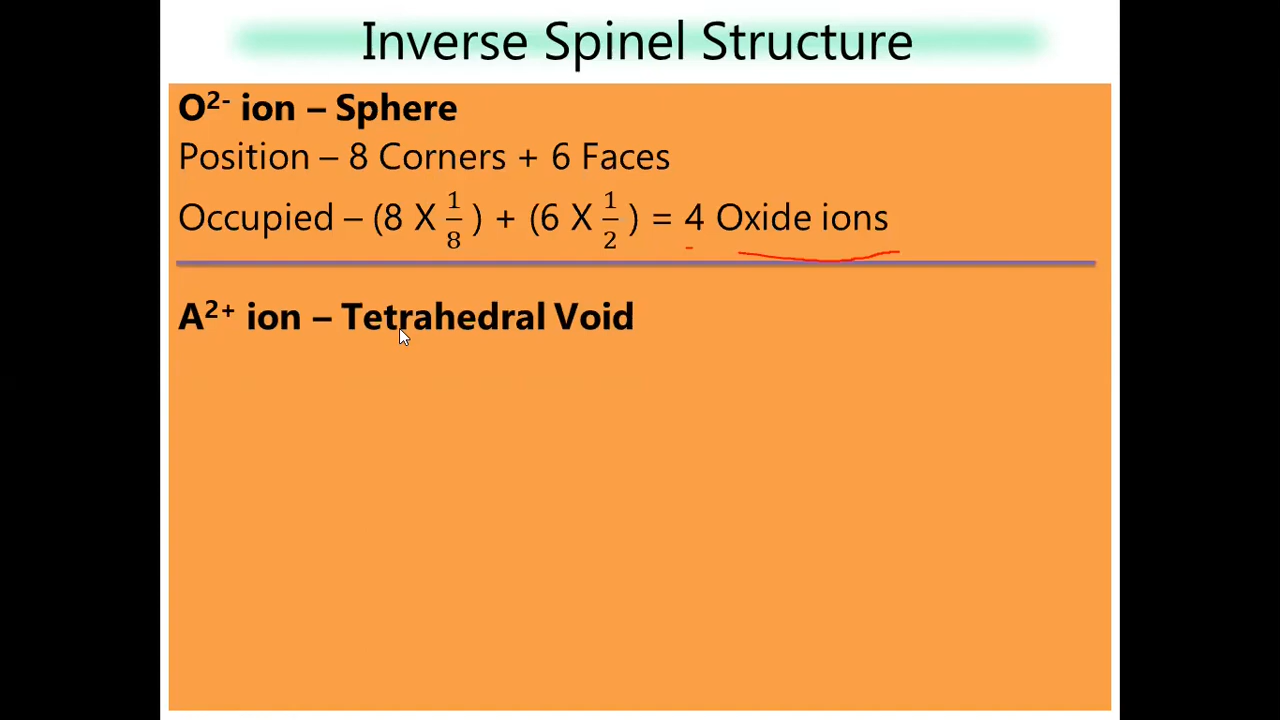 Inverse Spinel Structure
O²⁻ ion – Sphere
Position – 8 Corners + 6 Faces
Occupied – (8 X 1/8 ) + (6 X 1/2 ) = 4 Oxide ions
A²⁺ ion – Tetrahedral Void